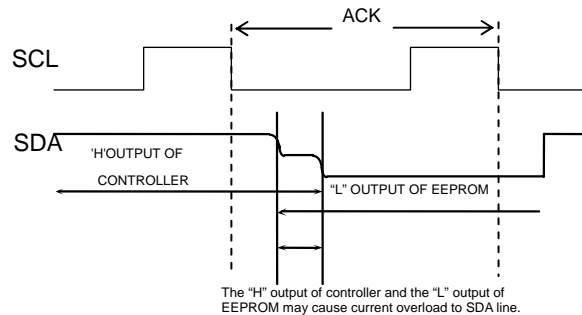 ACK
SCL
SDA
'H'OUTPUT OF
CONTROLLER
“L” OUTPUT OF EEPROM
The “H” output of controller and the “L” output of
EEPROM may cause current overload to SDA line.